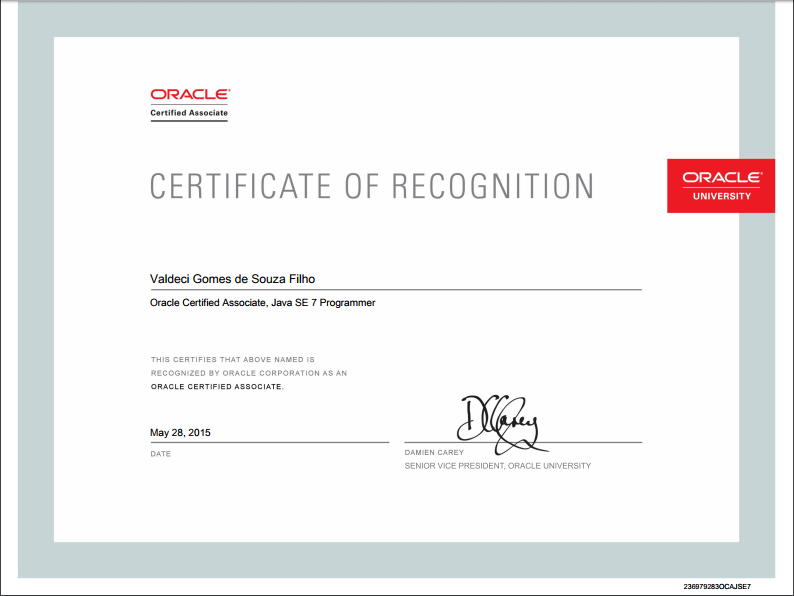 ORACLE
Certified Associate
CERTIFICATE OF RECOGNITION
ORACLE
UNIVERSITY
Valdeci Gomes de Souza Filho
Oracle Certified Associate, Java SE 7 Programmer
THIS CERTIFIES THAT ABOVE NAMED IS
RECOGNIZED BY ORACLE CORPORATION AS AN
ORACLE CERTIFIED ASSOCIATE.
May 28, 2015
DATE
DCCarey
DAMIEN CAREY
SENIOR VICE PRESIDENT, ORACLE UNIVERSITY
236979283OCAJSE7